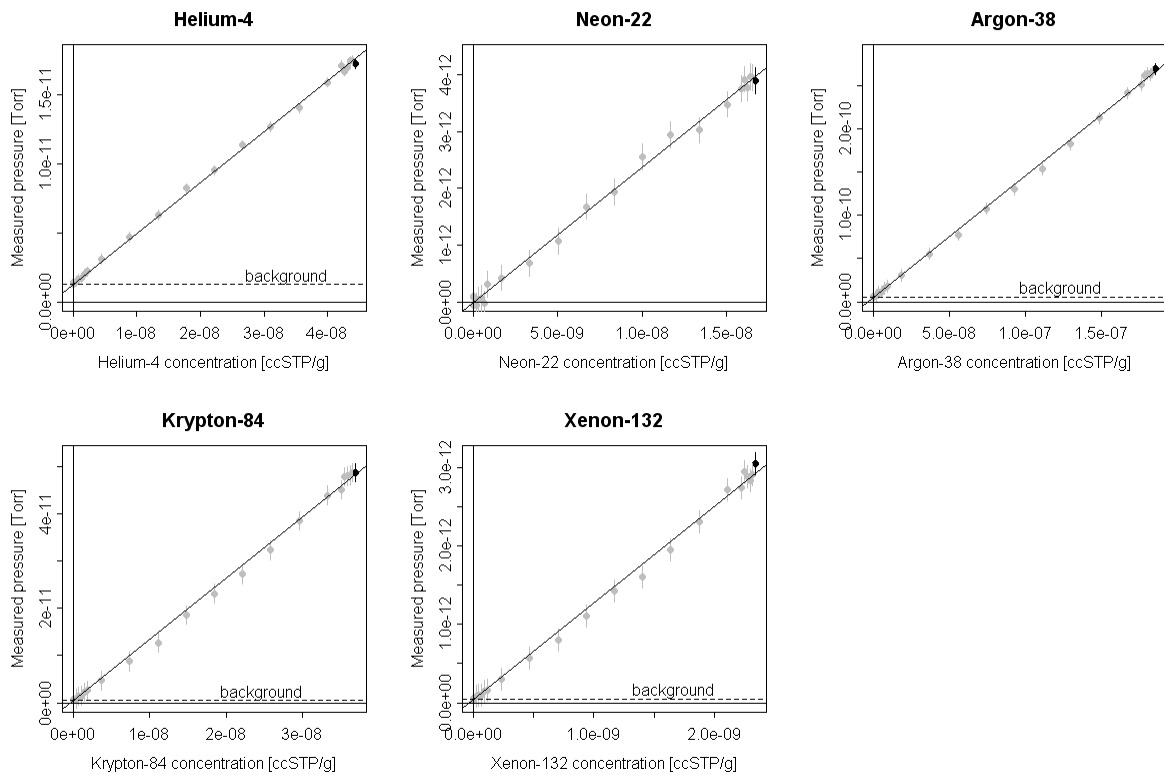 Helium-4
Neon-22
Argon-38
Measured pressure [Torr]
0.0e+00
1.0e-11
1.5e-11
background
0.0e+00
1e-08
2e-08
3e-08
4e-08
Helium-4 concentration [ccSTP/g]
Measured pressure [Torr]
0.0e+00
1e-12
2e-12
3e-12
4e-12
0.0e+00
5.0e-09
1.0e-08
1.5e-08
Neon-22 concentration [ccSTP/g]
Measured pressure [Torr]
0.0e+00
1.0e-10
2.0e-10
background
0.0e+00
5.0e-08
1.0e-07
1.5e-07
Argon-38 concentration [ccSTP/g]
Krypton-84
Xenon-132
Measured pressure [Torr]
0e+00
2e-11
4e-11
background
0e+00
1e-08
2e-08
3e-08
Krypton-84 concentration [ccSTP/g]
Measured pressure [Torr]
0.0e+00
1.0e-12
2.0e-12
3.0e-12
background
0.0e+00
1.0e-09
2.0e-09
Xenon-132 concentration [ccSTP/g]